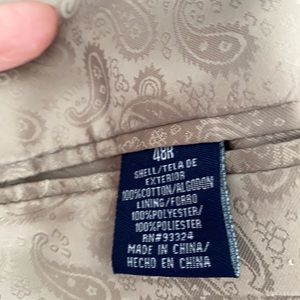 48R
SHELL/TELA DE
EXTERIOR
100%COTTON/ALGODON
LINING/FORRO
100%POLYESTER/
100%POLIESTER
RN#93324
MADE IN CHINA/
HECHO EN CHINA